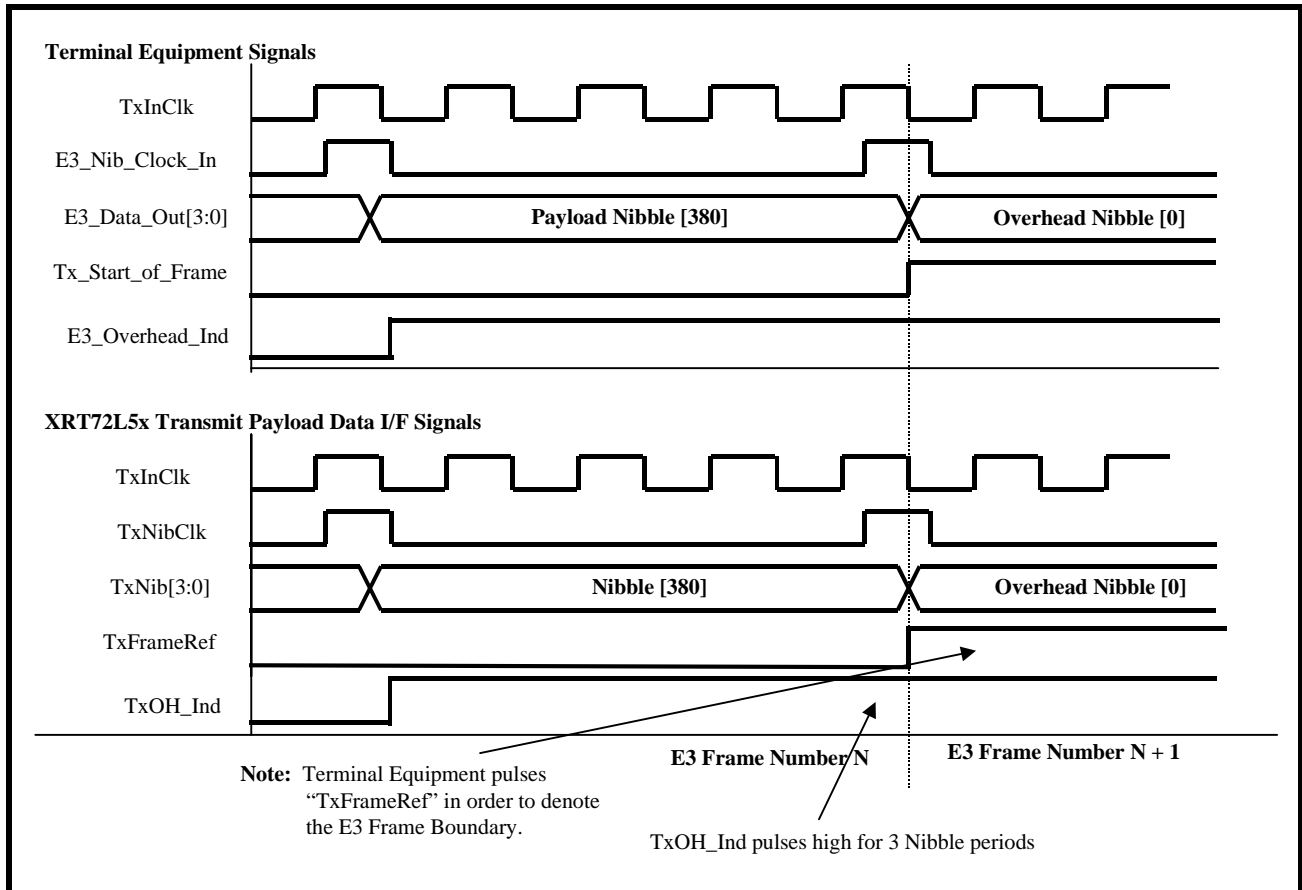 Terminal Equipment Signals
TxInClk
E3_Nib_Clock_In
E3_Data_Out[3:0]
Payload Nibble [380]
Overhead Nibble [0]
Tx_Start_of_Frame
E3_Overhead_Ind
XRT72L5x Transmit Payload Data I/F Signals
TxInClk
TxNibClk
TxNib[3:0]
Nibble [380]
Overhead Nibble [0]
TxFrameRef
TxOH_Ind
E3 Frame Number N
E3 Frame Number N + 1
Note: Terminal Equipment pulses
“TxFrameRef” in order to denote
the E3 Frame Boundary.
TxOH_Ind pulses high for 3 Nibble periods